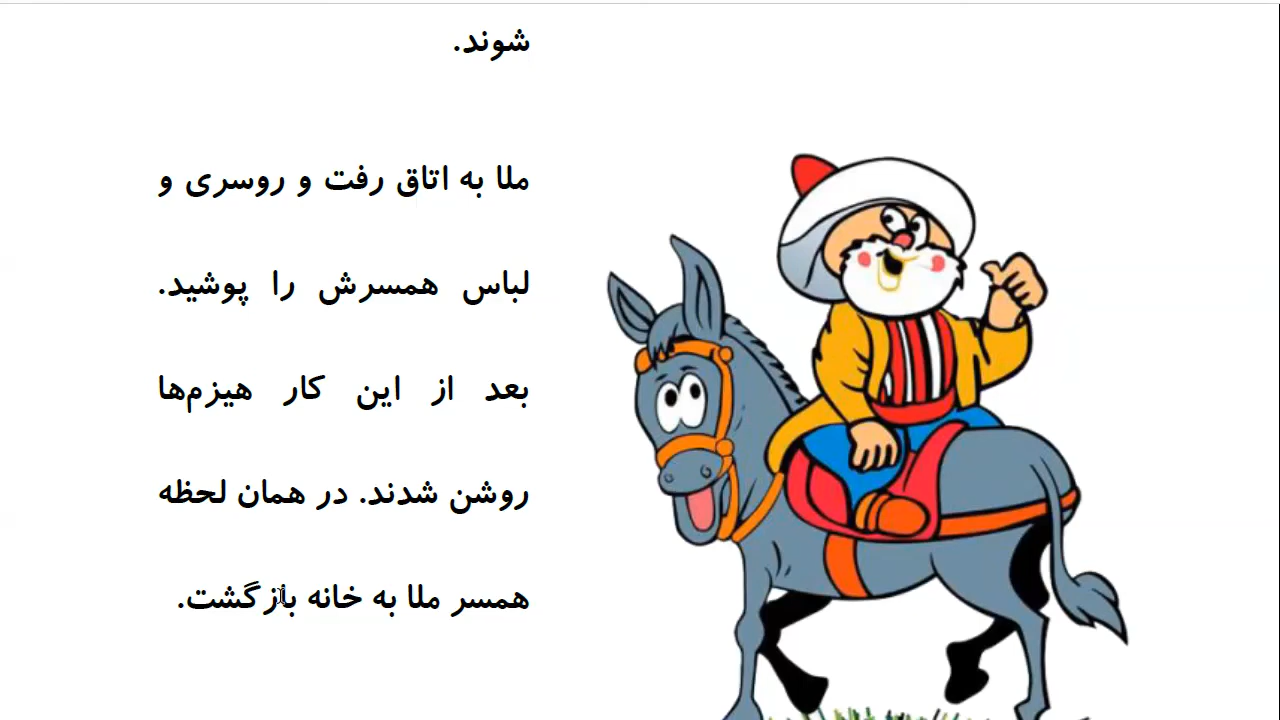 شوند.
ملا به اتاق رفت و روسری و
لباس همسرش را پوشید.
بعد از این کار هیزم‌ها
روشن شدند. در همان لحظه
همسر ملا به خانه بازگشت.